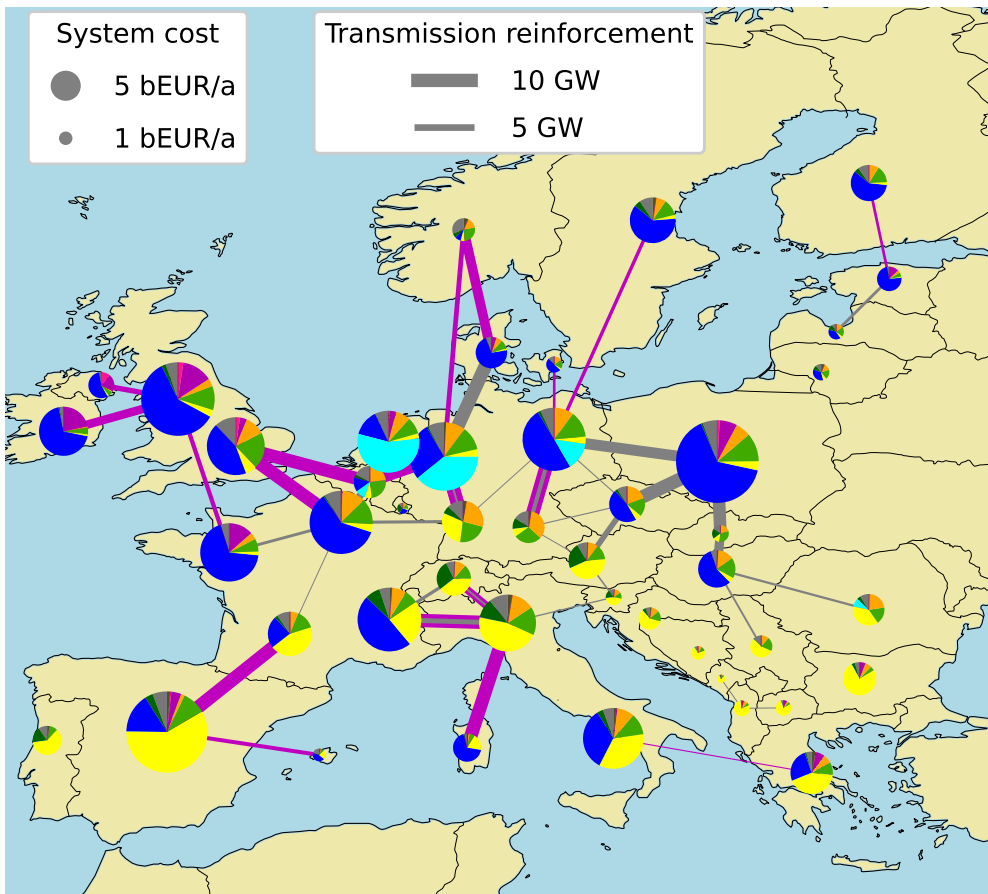 System cost
5 bEUR/a
1 bEUR/a
Transmission reinforcement
10 GW
5 GW